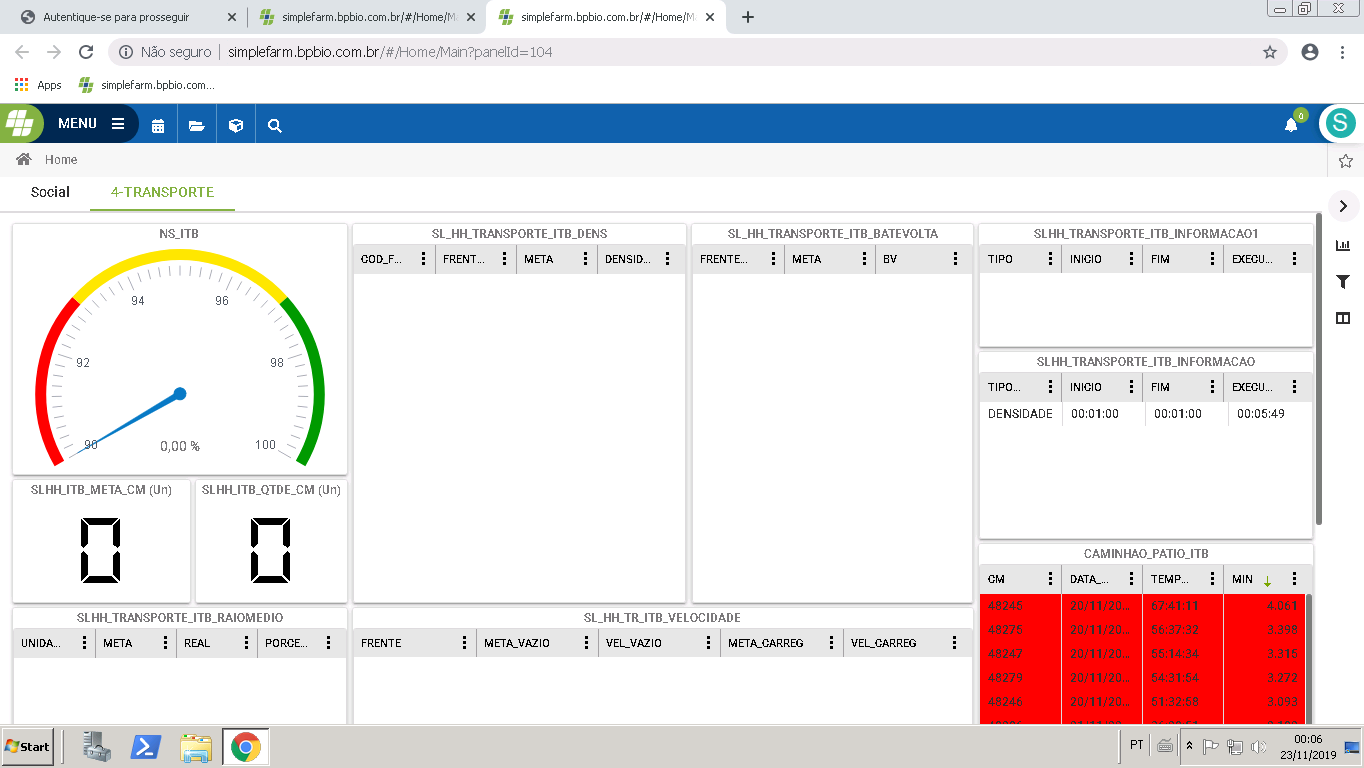 Autentique-se para prosseguir
simplefarm.bpbio.com.br/#/Home/M
simplefarm.bpbio.com.br/#/Home/M
Não seguro
simplefarm.bpbio.com.br/#/Home/Main?panelId=104
Apps
simplefarm.bpbio.com...
MENU
0
S
Home
Social
4-TRANSPORTE
NS_ITB
90
92
94
96
98
100
0,00 %
SL_HH_TRANSPORTE_ITB_DENS
COD_F... FRENT... META DENSID...
SL_HH_TRANSPORTE_ITB_BATEVOLTA
FRENTE... META BV
SLHH_TRANSPORTE_ITB_INFORMACAO1
TIPO INICIO FIM EXECU...
SLHH_TRANSPORTE_ITB_INFORMACAO
TIPO... INICIO FIM EXECU...
DENSIDADE 00:01:00 00:01:00 00:05:49
SLHH_ITB_META_CM (Un)
0
SLHH_ITB_QTDE_CM (Un)
0
CAMINHAO_PATIO_ITB
CM DATA_... TEMP... MIN
48245 20/11/20... 67:41:11 4.061
48275 20/11/20... 56:37:32 3.398
48247 20/11/20... 55:14:34 3.315
48279 20/11/20... 54:31:54 3.272
48246 20/11/20... 51:32:58 3.093
SLHH_TRANSPORTE_ITB_RAIOMEDIO
UNIDA... META REAL PORCE...
SL_HH_TR_ITB_VELOCIDADE
FRENTE META_VAZIO VEL_VAZIO META_CARREG VEL_CARREG
Start
PT
00:06
23/11/2019